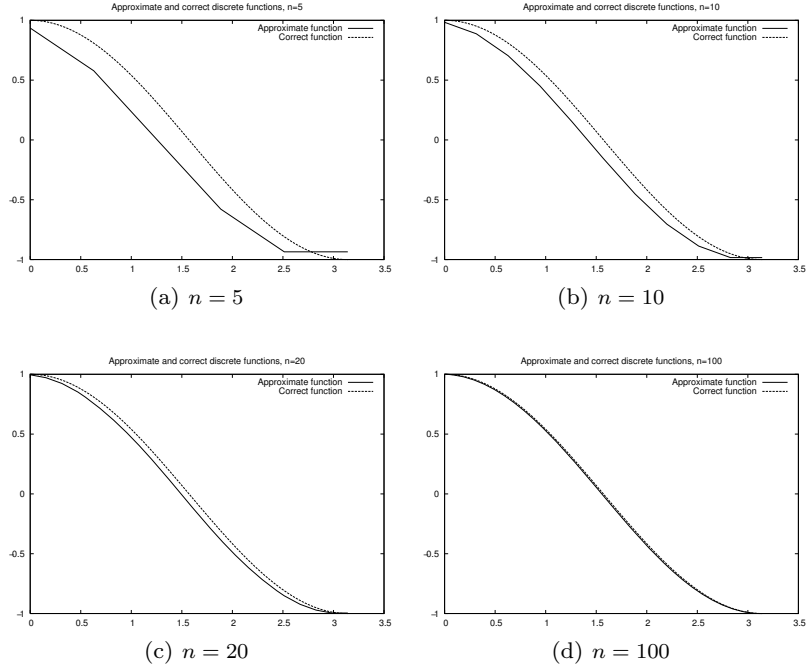 Approximate and correct discrete functions, n=5
Approximate function
Correct function
1
0.5
0
-0.5
-1
0 0.5 1 1.5 2 2.5 3 3.5
(a) n = 5
Approximate and correct discrete functions, n=10
Approximate function
Correct function
1
0.5
0
-0.5
-1
0 0.5 1 1.5 2 2.5 3 3.5
(b) n = 10
Approximate and correct discrete functions, n=20
Approximate function
Correct function
1
0.5
0
-0.5
-1
0 0.5 1 1.5 2 2.5 3 3.5
(c) n = 20
Approximate and correct discrete functions, n=100
Approximate function
Correct function
1
0.5
0
-0.5
-1
0 0.5 1 1.5 2 2.5 3 3.5
(d) n = 100